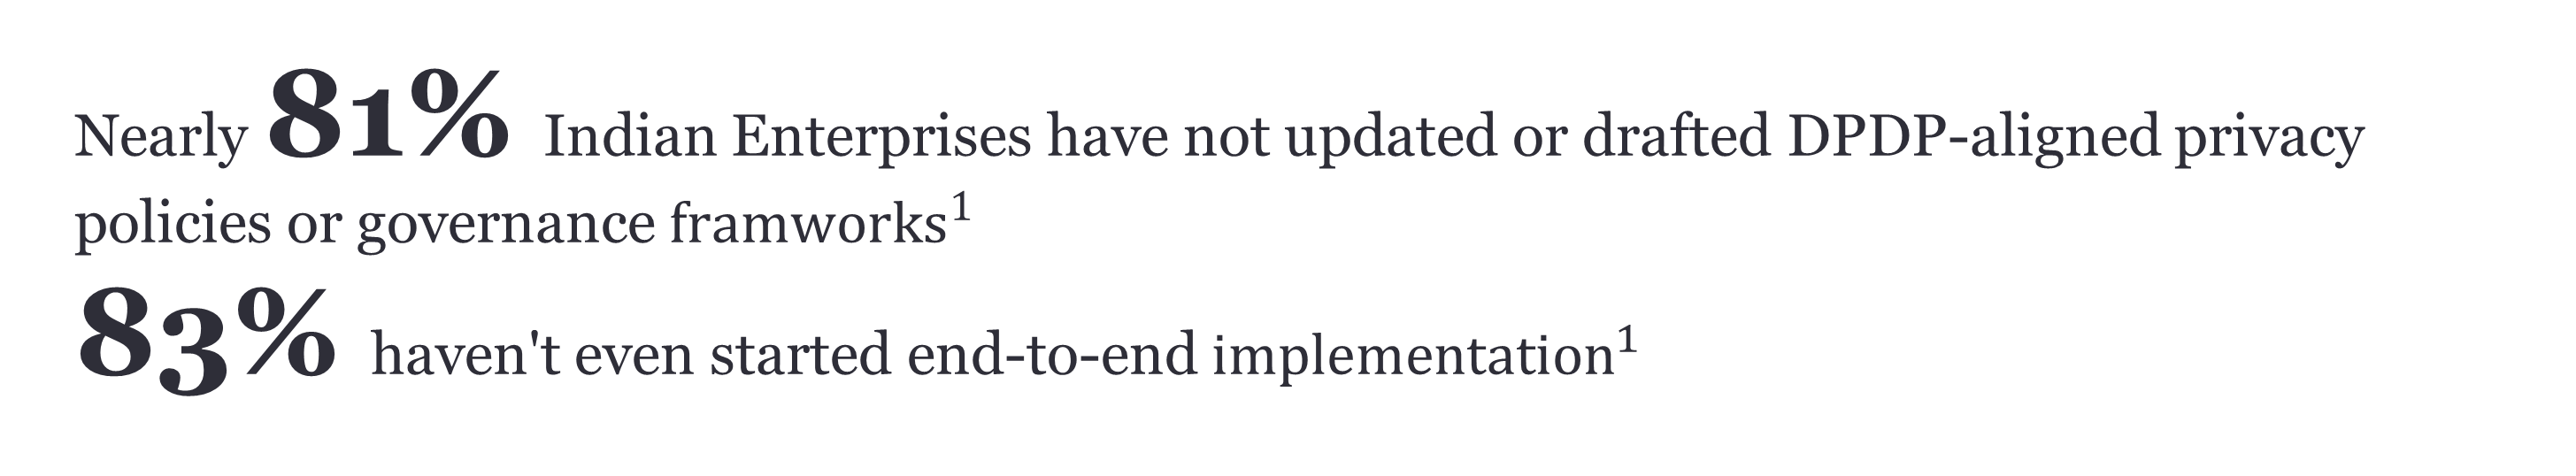 Nearly 81% Indian Enterprises have not updated or drafted DPDP-aligned privacy
policies or governance framworks¹
83% haven't even started end-to-end implementation¹